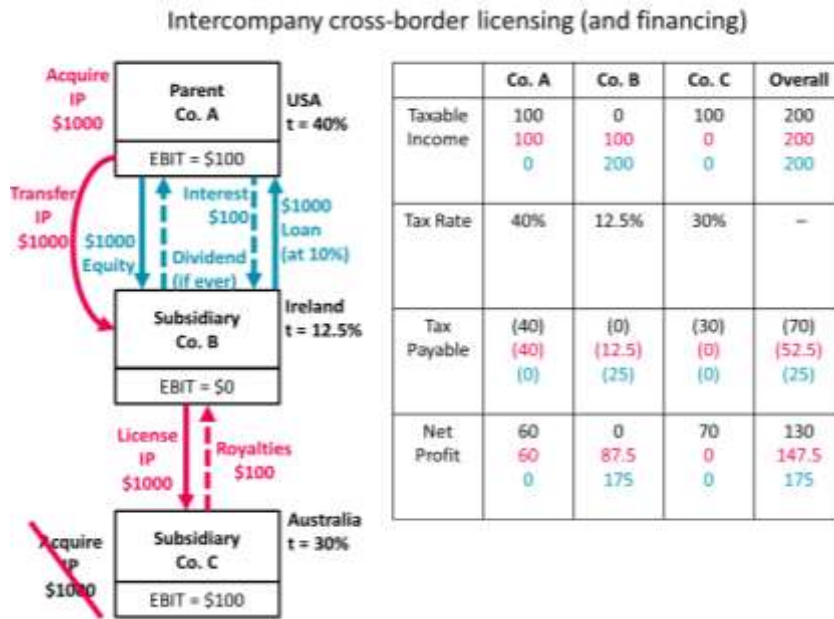 Intercompany cross-border licensing (and financing)
Acquire
IP
$1000
Parent
Co. A
USA
t = 40%
EBIT = $100
Transfer
IP
$1000
$1000
Equity
Interest
$100
Dividend
(if ever)
$1000
Loan
(at 10%)
Subsidiary
Co. B
Ireland
t = 12.5%
EBIT = $0
License
IP
$1000
Royalties
$100
Acquire
IP
$1000
Subsidiary
Co. C
Australia
t = 30%
EBIT = $100
Co. A Co. B Co. C Overall
Taxable 100 0 100 200
Income 100 100 0 200
0 200 0 200
Tax Rate 40% 12.5% 30% –
Tax (40) (0) (30) (70)
Payable (40) (12.5) (0) (52.5)
(0) (25) (0) (25)
Net 60 0 70 130
Profit 60 87.5 0 147.5
0 175 0 175